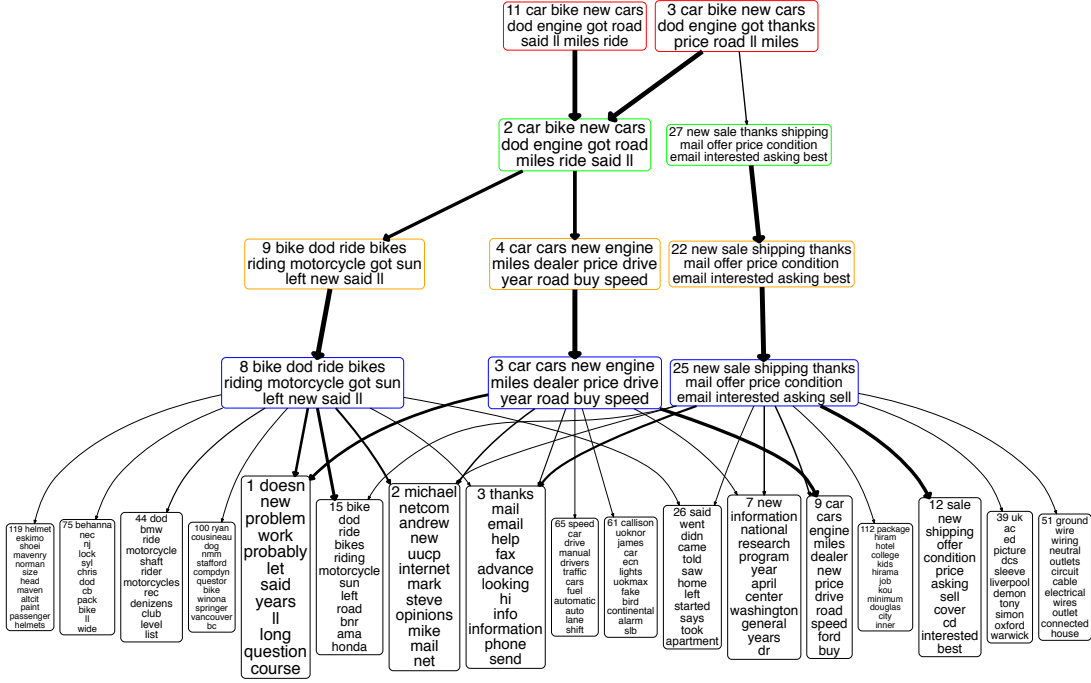 11 car bike new cars
dod engine got road
said ll miles ride
3 car bike new cars
dod engine got thanks
price road ll miles
2 car bike new cars
dod engine got road
miles ride said ll
27 new sale thanks shipping
mail offer price condition
email interested asking best
9 bike dod ride bikes
riding motorcycle got sun
left new said ll
4 car cars new engine
miles dealer price drive
year road buy speed
22 new sale shipping thanks
mail offer price condition
email interested asking best
8 bike dod ride bikes
riding motorcycle got sun
left new said ll
3 car cars new engine
miles dealer price drive
year road buy speed
25 new sale shipping thanks
mail offer price condition
email interested asking sell
119 helmet
eskimo
shoei
mavenry
norman
size
head
maven
altcit
paint
passenger
helmets
75 behanna
nec
nj
lock
syl
chris
dod
cb
pack
bike
ll
wide
44 dod
bmw
ride
motorcycle
shaft
rider
motorcycles
rec
denizens
club
level
list
100 ryan
cousineau
dog
nmm
stafford
compdyn
questor
bike
winona
springer
vancouver
bc
1 doesn
new
problem
work
probably
let
said
years
ll
long
question
course
15 bike
dod
ride
bikes
riding
motorcycle
sun
left
road
bnr
ama
honda
2 michael
netcom
andrew
new
uucp
internet
mark
steve
opinions
mike
mail
net
3 thanks
mail
email
help
fax
advance
looking
hi
info
information
phone
send
65 speed
car
drive
manual
drivers
traffic
cars
fuel
automatic
auto
lane
shift
61 callison
uoknor
james
car
ecn
lights
uokmax
fake
bird
continental
alarm
slb
26 said
went
didn
came
told
saw
home
left
started
says
took
apartment
7 new
information
national
research
program
year
april
center
washington
general
years
dr
9 car
cars
engine
miles
dealer
new
price
drive
road
speed
ford
buy
112 package
hiram
hotel
college
kids
hirama
job
kou
minimum
douglas
city
inner
12 sale
new
shipping
offer
condition
price
asking
sell
cover
cd
interested
best
39 uk
ac
ed
picture
dcs
sleeve
liverpool
demon
tony
simon
oxford
warwick
51 ground
wire
wiring
neutral
outlets
circuit
cable
electrical
wires
outlet
connected
house